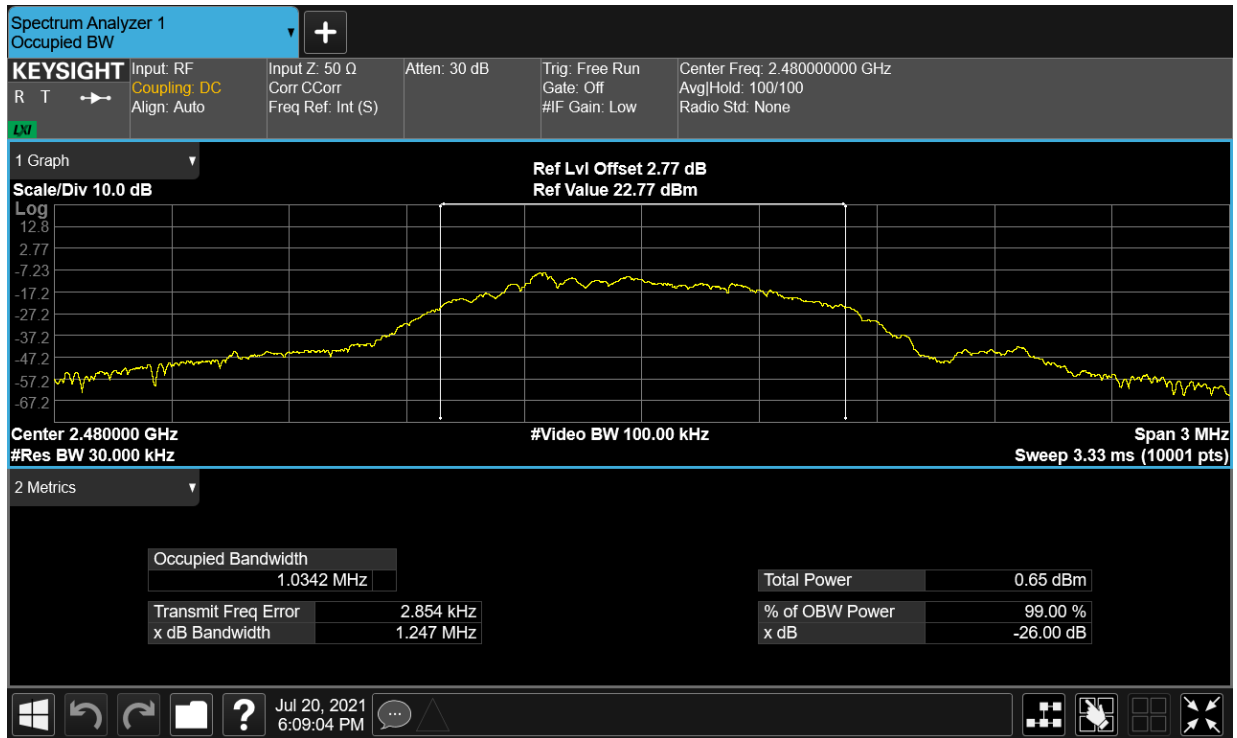 Spectrum Analyzer 1
Occupied BW
▼
+
KEYSIGHT
R T
LXI
Input: RF
Coupling: DC
Align: Auto
Input Z: 50 Ω
Corr CCorr
Freq Ref: Int (S)
Atten: 30 dB
Trig: Free Run
Gate: Off
#IF Gain: Low
Center Freq: 2.480000000 GHz
Avg|Hold: 100/100
Radio Std: None
1 Graph ▼
Scale/Div 10.0 dB
Ref Lvl Offset 2.77 dB
Ref Value 22.77 dBm
Log
12.8
2.77
-7.23
-17.2
-27.2
-37.2
-47.2
-57.2
-67.2
Center 2.480000 GHz
#Res BW 30.000 kHz
#Video BW 100.00 kHz
Span 3 MHz
Sweep 3.33 ms (10001 pts)
2 Metrics ▼
Occupied Bandwidth
1.0342 MHz
Transmit Freq Error 2.854 kHz
x dB Bandwidth 1.247 MHz
Total Power 0.65 dBm
% of OBW Power 99.00 %
x dB -26.00 dB
?
Jul 20, 2021
6:09:04 PM